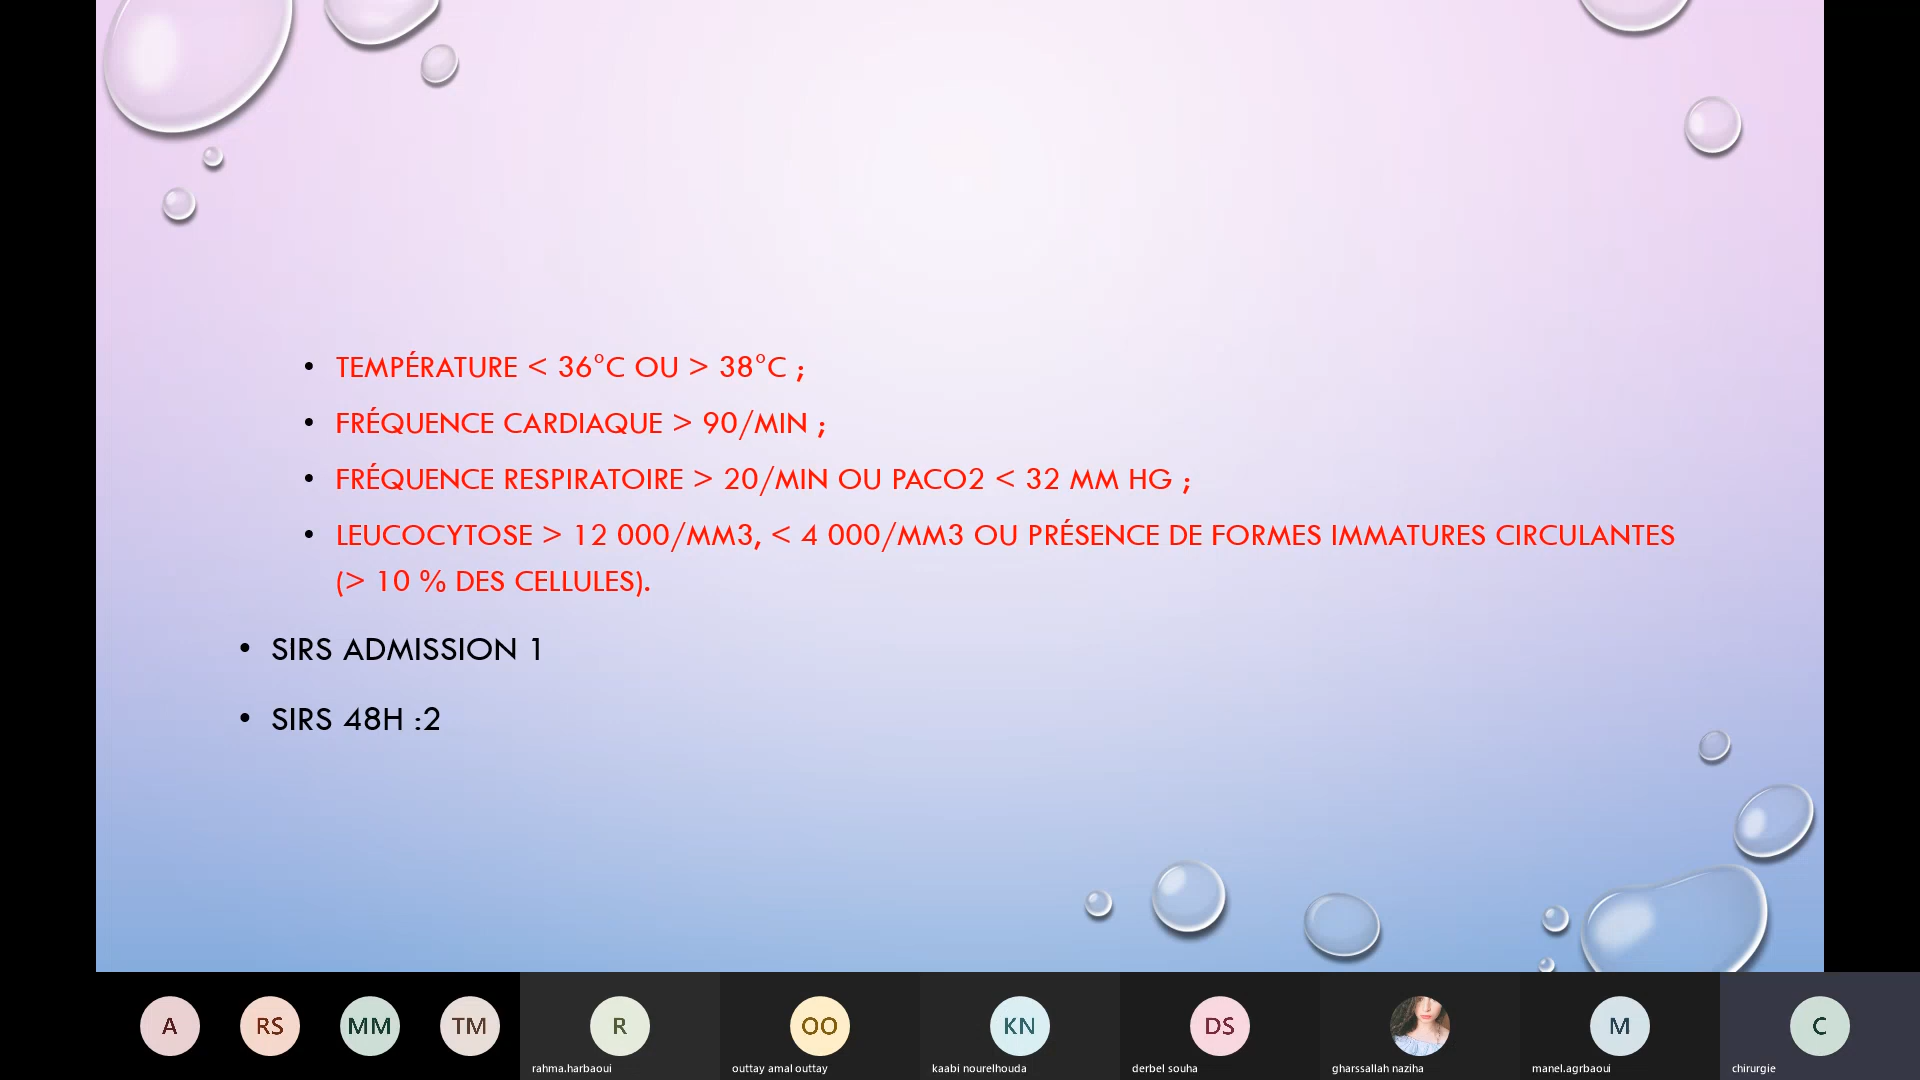 • TEMPÉRATURE < 36°C OU > 38°C ;
• FRÉQUENCE CARDIAQUE > 90/MIN ;
• FRÉQUENCE RESPIRATOIRE > 20/MIN OU PACO2 < 32 MM HG ;
• LEUCOCYTOSE > 12 000/MM3, < 4 000/MM3 OU PRÉSENCE DE FORMES IMMATURES CIRCULANTES
(> 10 % DES CELLULES).
• SIRS ADMISSION 1
• SIRS 48H :2
A RS MM TM R OO KN DS M C
rahma.harbaoui outtay amal outtay kaabi nourelhouda derbel souha gharssallah naziha manel.agrbaoui chirurgie